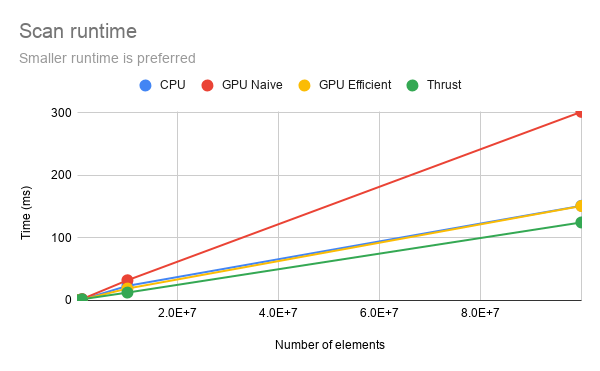 Scan runtime
Smaller runtime is preferred
CPU GPU Naive GPU Efficient Thrust
300
200
100
0
Time (ms)
2.0E+7 4.0E+7 6.0E+7 8.0E+7
Number of elements